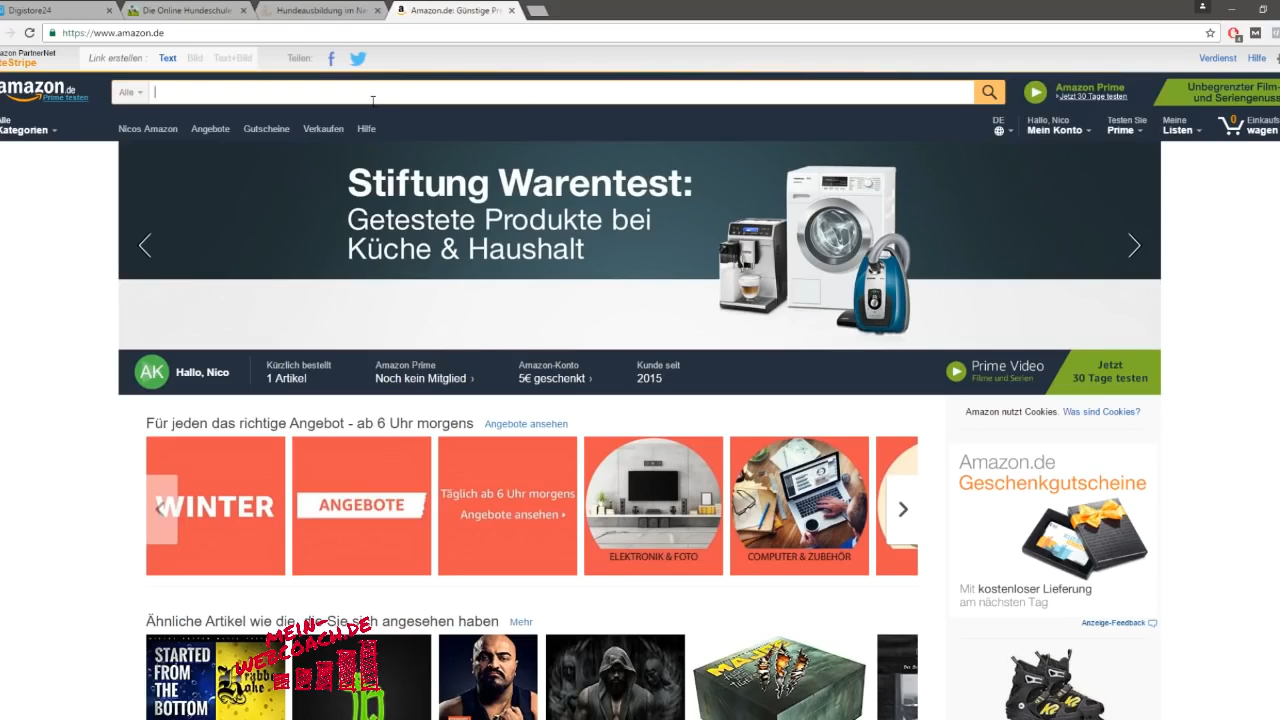 Digistore24
Die Online Hundeschule
Hundeausbildung im Ne
Amazon.de: Günstige Pr
https://www.amazon.de
azon PartnerNet
teStripe
Link erstellen :
Text
Bild
Text+Bild
Teilen:
Verdienst
Hilfe
amazon.de
Prime testen
Alle
Amazon Prime
Jetzt 30 Tage testen
Unbegrenzter Film-
und Seriengenuss
Alle
Kategorien
Nicos Amazon
Angebote
Gutscheine
Verkaufen
Hilfe
DE
Hallo, Nico
Mein Konto
Testen Sie
Prime
Meine
Listen
0
Einkaufs
wagen
Stiftung Warentest:
Getestete Produkte bei
Küche & Haushalt
AK
Hallo, Nico
Kürzlich bestellt
1 Artikel
Amazon Prime
Noch kein Mitglied ›
Amazon-Konto
5€ geschenkt ›
Kunde seit
2015
Prime Video
Filme und Serien
Jetzt
30 Tage testen
Für jeden das richtige Angebot - ab 6 Uhr morgens
Angebote ansehen
WINTER
ANGEBOTE
Täglich ab 6 Uhr morgens
Angebote ansehen
ELEKTRONIK & FOTO
COMPUTER & ZUBEHÖR
Amazon nutzt Cookies. Was sind Cookies?
Amazon.de
Geschenkgutscheine
Mit kostenloser Lieferung
am nächsten Tag
Anzeige-Feedback
Ähnliche Artikel wie die, die Sie sich angesehen haben
Mehr
STARTED
FROM
THE
BOTTOM
MEIN-
WEBCOACH.DE